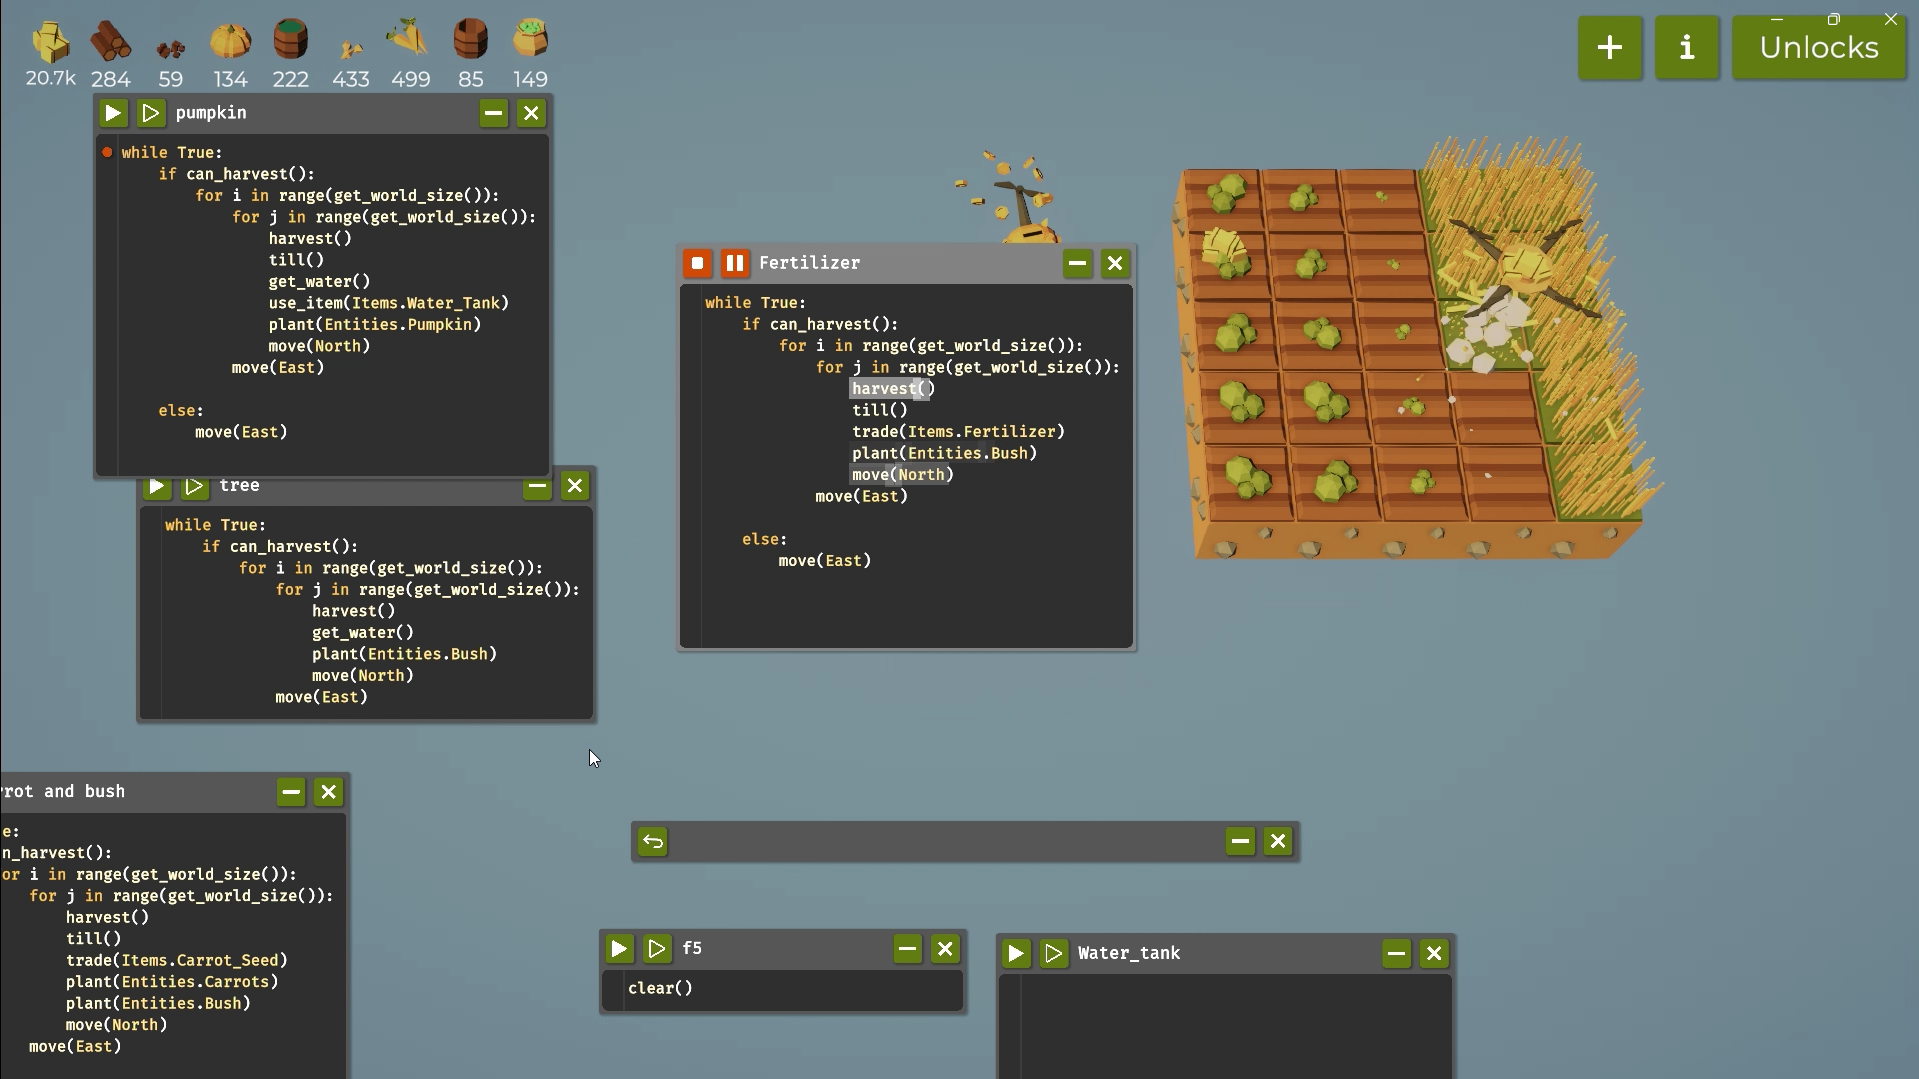 20.7k 284 59 134 222 433 499 85 149
+ i Unlocks
pumpkin
while True:
if can_harvest():
for i in range(get_world_size()):
for j in range(get_world_size()):
harvest()
till()
get_water()
use_item(Items.Water_Tank)
plant(Entities.Pumpkin)
move(North)
move(East)
else:
move(East)
tree
while True:
if can_harvest():
for i in range(get_world_size()):
for j in range(get_world_size()):
harvest()
get_water()
plant(Entities.Bush)
move(North)
move(East)
Fertilizer
while True:
if can_harvest():
for i in range(get_world_size()):
for j in range(get_world_size()):
harvest()
till()
trade(Items.Fertilizer)
plant(Entities.Bush)
move(North)
move(East)
else:
move(East)
rrot and bush
e:
n_harvest():
or i in range(get_world_size()):
for j in range(get_world_size()):
harvest()
till()
trade(Items.Carrot_Seed)
plant(Entities.Carrots)
plant(Entities.Bush)
move(North)
move(East)
f5
clear()
Water_tank